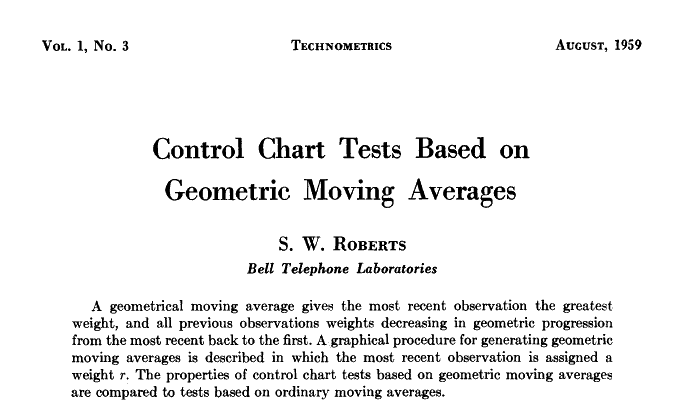 Vol. 1, No. 3 Technometrics August, 1959
Control Chart Tests Based on
Geometric Moving Averages
S. W. Roberts
Bell Telephone Laboratories
A geometrical moving average gives the most recent observation the greatest
weight, and all previous observations weights decreasing in geometric progression
from the most recent back to the first. A graphical procedure for generating geometric
moving averages is described in which the most recent observation is assigned a
weight r. The properties of control chart tests based on geometric moving averages
are compared to tests based on ordinary moving averages.